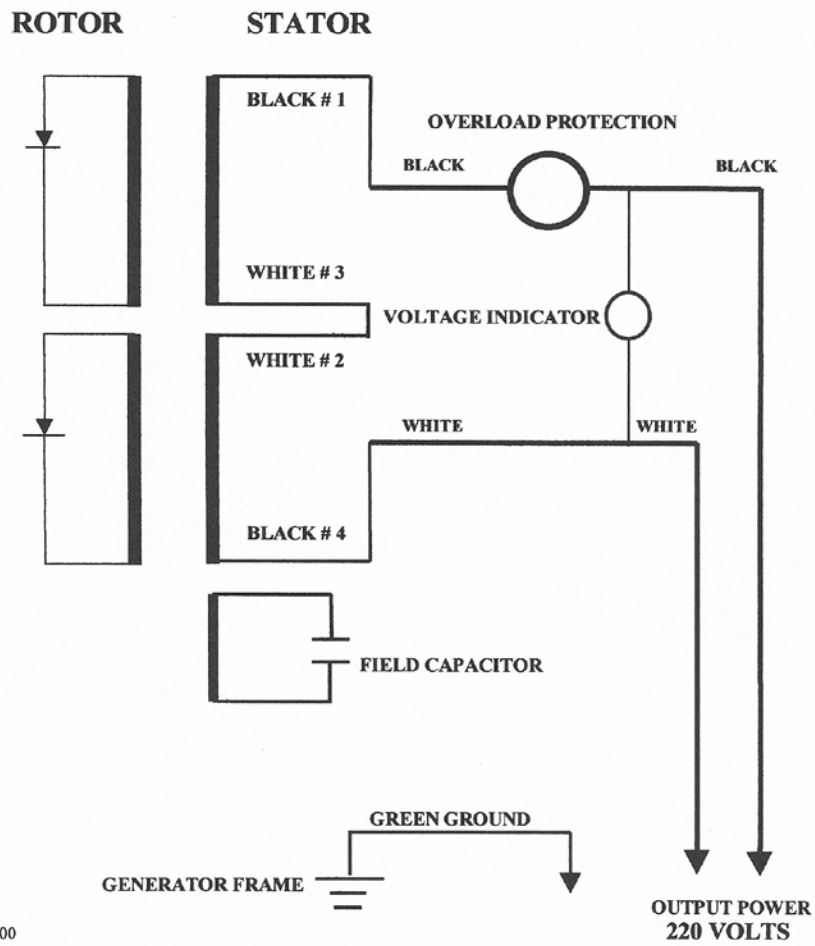 ROTOR
STATOR
BLACK # 1
OVERLOAD PROTECTION
BLACK
BLACK
WHITE # 3
VOLTAGE INDICATOR
WHITE # 2
WHITE
WHITE
BLACK # 4
FIELD CAPACITOR
GREEN GROUND
GENERATOR FRAME
OUTPUT POWER
220 VOLTS
00